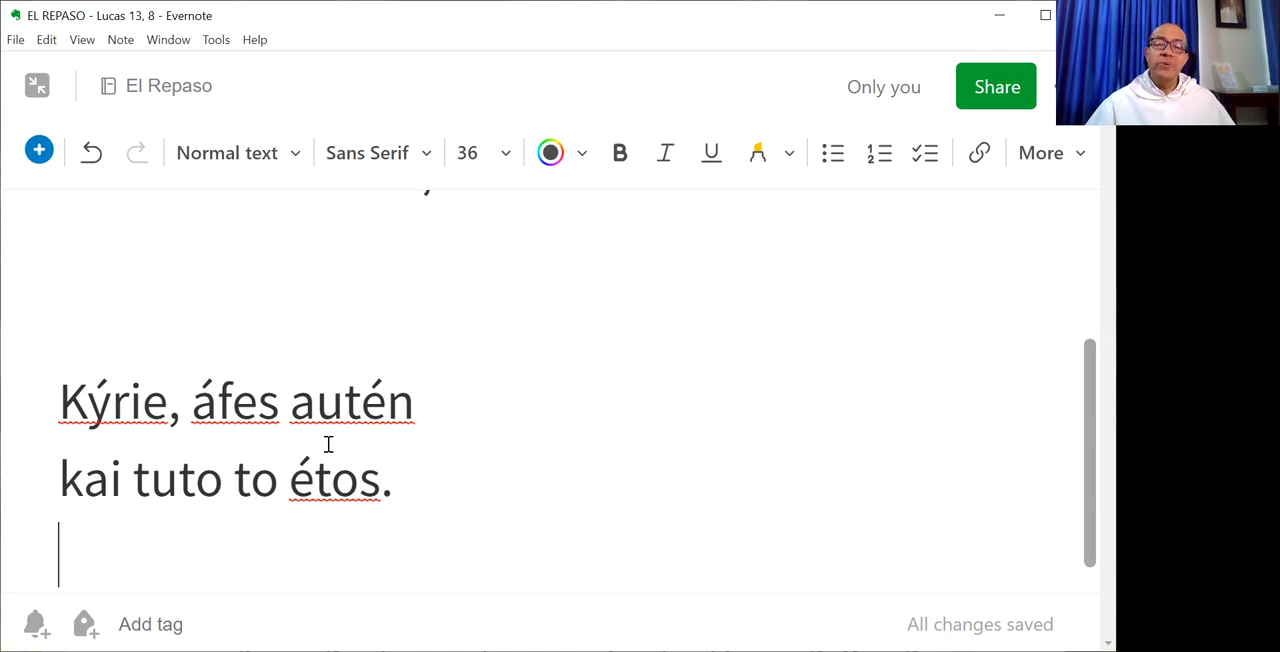 EL REPASO - Lucas 13, 8 - Evernote
File Edit View Note Window Tools Help
El Repaso
Only you
Share
Normal text
Sans Serif
36
B I U
More
Kýrie, áfes autén
kai tuto to étos.
Add tag
All changes saved